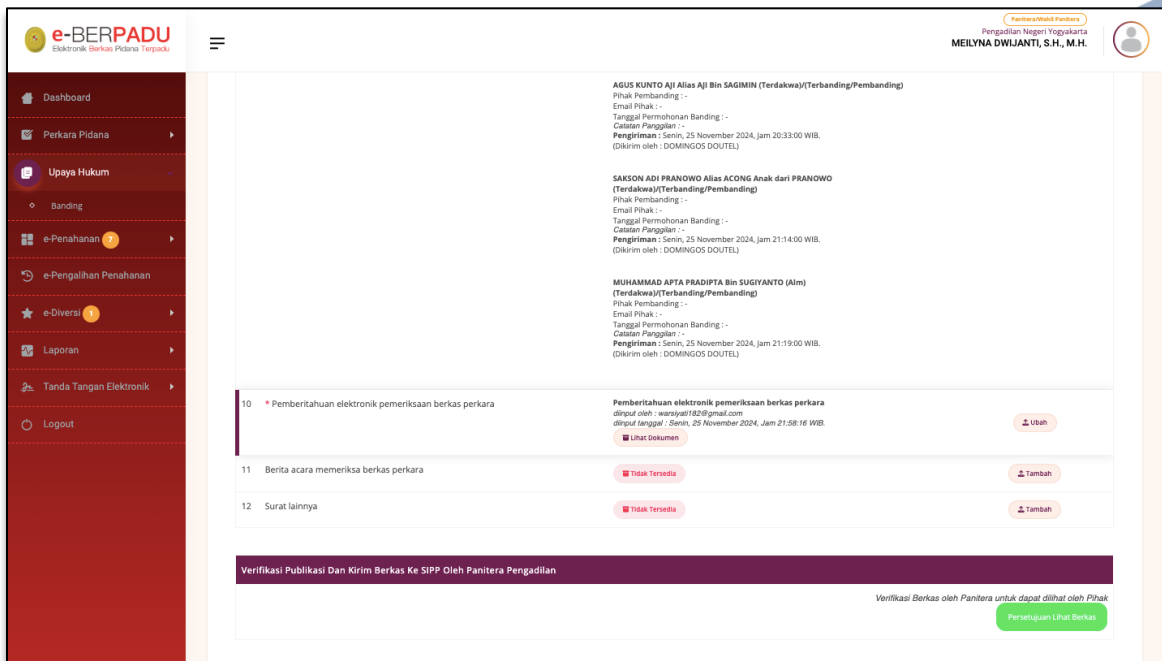 e-BERPADU
Elektronik Berkas Pidana Terpadu
Panitera/Wakil Panitera
Pengadilan Negeri Yogyakarta
MEILYNA DWIJANTI, S.H., M.H.
Dashboard
Perkara Pidana
Upaya Hukum
Banding
e-Penahanan 7
e-Pengalihan Penahanan
e-Diversi 1
Laporan
Tanda Tangan Elektronik
Logout
AGUS KUNTO AJI Alias AJI Bin SAGIMIN (Terdakwa)/(Terbanding/Pembanding)
Pihak Pembanding : -
Email Pihak : -
Tanggal Permohonan Banding : -
Catatan Panggilan : -
Pengiriman : Senin, 25 November 2024, Jam 20:33:00 WIB.
(Dikirim oleh : DOMINGOS DOUTEL)
SAKSON ADI PRANOWO Alias ACONG Anak dari PRANOWO
(Terdakwa)/(Terbanding/Pembanding)
Pihak Pembanding : -
Email Pihak : -
Tanggal Permohonan Banding : -
Catatan Panggilan : -
Pengiriman : Senin, 25 November 2024, Jam 21:14:00 WIB.
(Dikirim oleh : DOMINGOS DOUTEL)
MUHAMMAD APTA PRADIPTA Bin SUGIYANTO (Alm)
(Terdakwa)/(Terbanding/Pembanding)
Pihak Pembanding : -
Email Pihak : -
Tanggal Permohonan Banding : -
Catatan Panggilan : -
Pengiriman : Senin, 25 November 2024, Jam 21:19:00 WIB.
(Dikirim oleh : DOMINGOS DOUTEL)
10 * Pemberitahuan elektronik pemeriksaan berkas perkara
Pemberitahuan elektronik pemeriksaan berkas perkara
diinput oleh : warsiyati182@gmail.com
diinput tanggal : Senin, 25 November 2024, Jam 21:58:16 WIB.
Lihat Dokumen
Ubah
11 Berita acara memeriksa berkas perkara Tidak Tersedia Tambah
12 Surat lainnya Tidak Tersedia Tambah
Verifikasi Publikasi Dan Kirim Berkas Ke SIPP Oleh Panitera Pengadilan
Verifikasi Berkas oleh Panitera untuk dapat dilihat oleh Pihak
Persetujuan Lihat Berkas